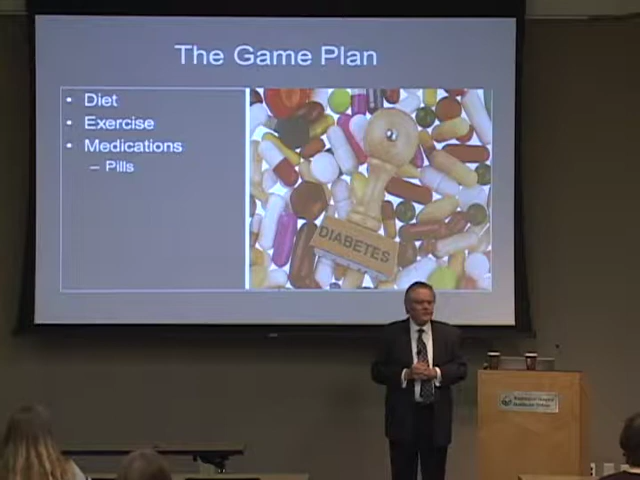 The Game Plan
• Diet
• Exercise
• Medications
– Pills
DIABETES